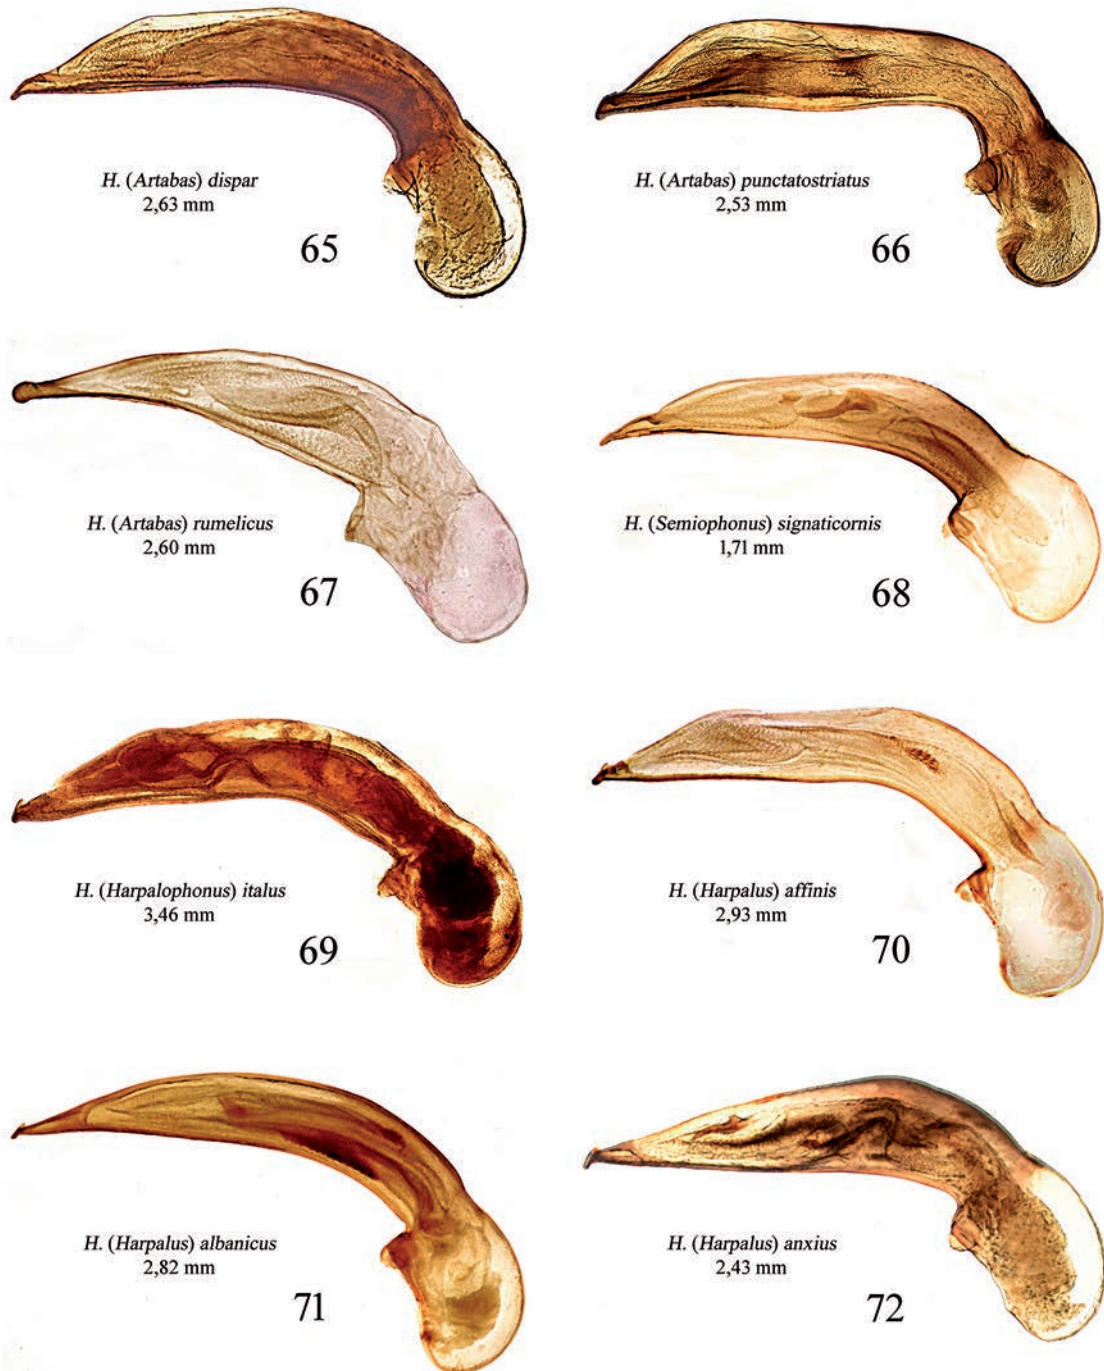 H. (Artabas) dispar
2,63 mm
65
H. (Artabas) punctatostriatus
2,53 mm
66
H. (Artabas) rumelicus
2,60 mm
67
H. (Semiophonus) signaticornis
1,71 mm
68
H. (Harpalophonus) italus
3,46 mm
69
H. (Harpalus) affinis
2,93 mm
70
H. (Harpalus) albanicus
2,82 mm
71
H. (Harpalus) anxius
2,43 mm
72